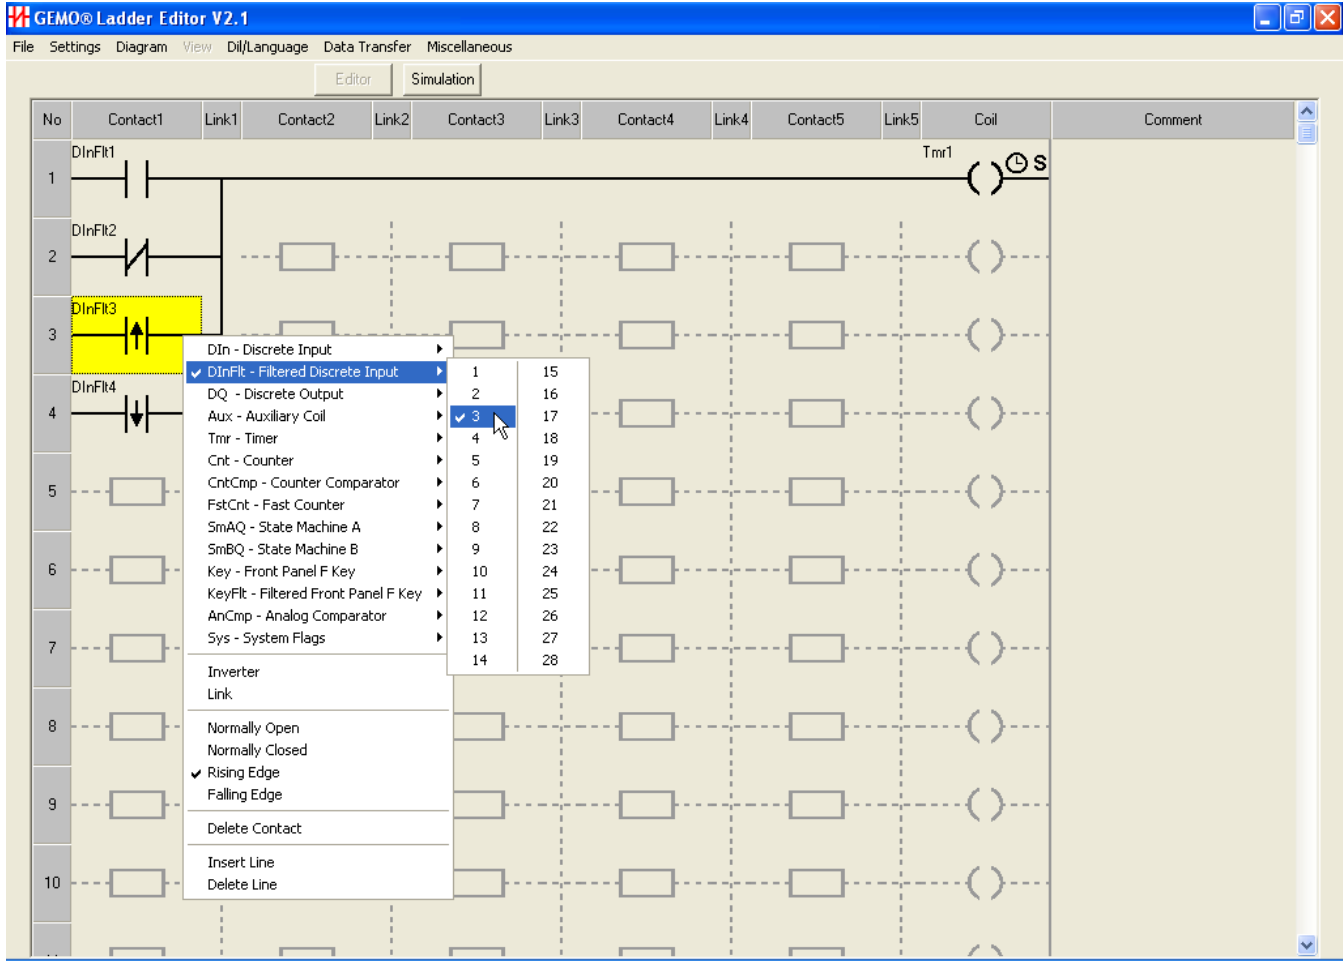 GEMO® Ladder Editor V2.1
File Settings Diagram View Dil/Language Data Transfer Miscellaneous
Editor Simulation
No Contact1 Link1 Contact2 Link2 Contact3 Link3 Contact4 Link4 Contact5 Link5 Coil Comment
DInFlt1 Tmr1
1 S
DInFlt2
2
DInFlt3
3
DInFlt4
4
5
6
7
8
9
10
DIn - Discrete Input
DInFlt - Filtered Discrete Input
DQ - Discrete Output
Aux - Auxiliary Coil
Tmr - Timer
Cnt - Counter
CntCmp - Counter Comparator
FstCnt - Fast Counter
SmAQ - State Machine A
SmBQ - State Machine B
Key - Front Panel F Key
KeyFlt - Filtered Front Panel F Key
AnCmp - Analog Comparator
Sys - System Flags
Inverter
Link
Normally Open
Normally Closed
Rising Edge
Falling Edge
Delete Contact
Insert Line
Delete Line
1 15
2 16
3 17
4 18
5 19
6 20
7 21
8 22
9 23
10 24
11 25
12 26
13 27
14 28